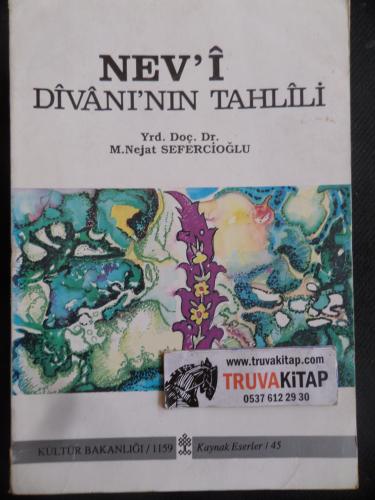 NEV'Î
DÎVÂNI'NIN TAHLÎLİ
Yrd. Doç. Dr.
M.Nejat SEFERCİOĞLU
www.truvakitap.com
TRUVAKİTAP
0537 612 29 30
KÜLTÜR BAKANLIĞI / 1159 Kaynak Eserler / 45